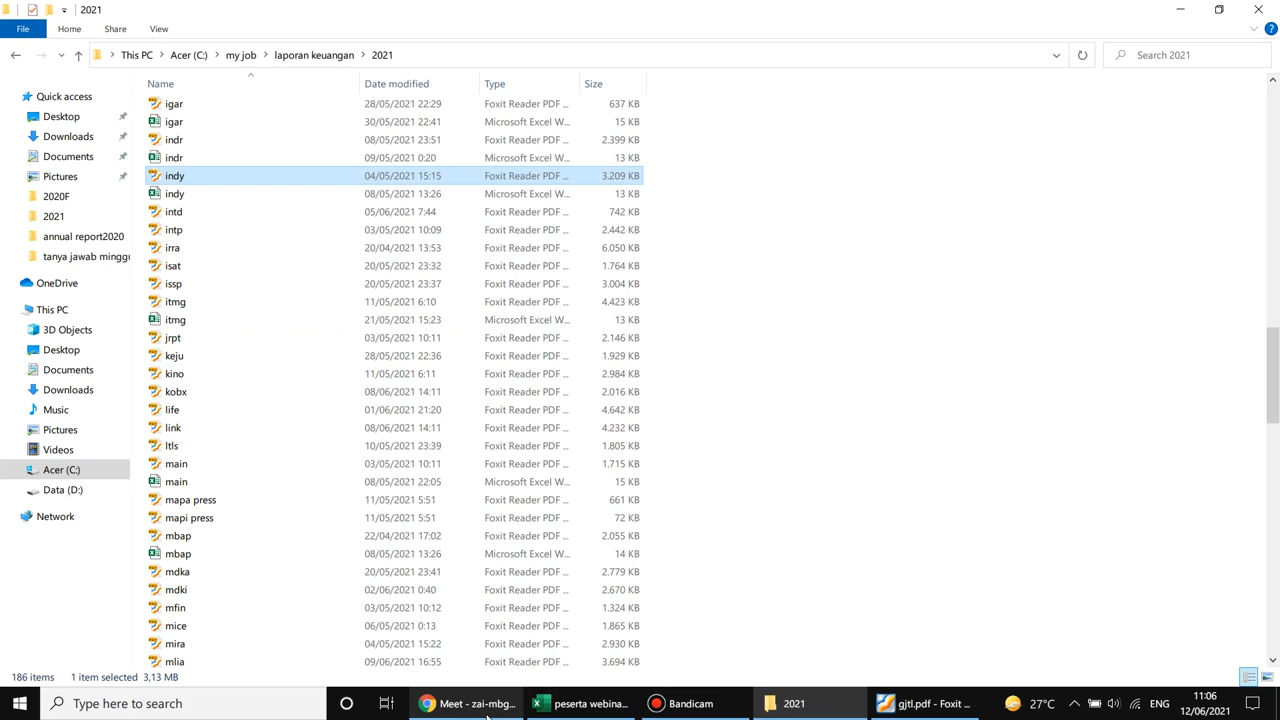 2021
File Home Share View
This PC > Acer (C:) > my job > laporan keuangan > 2021
Search 2021
Name Date modified Type Size
Quick access
Desktop
Downloads
Documents
Pictures
2020F
2021
annual report2020
tanya jawab mingg
OneDrive
This PC
3D Objects
Desktop
Documents
Downloads
Music
Pictures
Videos
Acer (C:)
Data (D:)
Network
igar 28/05/2021 22:29 Foxit Reader PDF ... 637 KB
igar 30/05/2021 22:41 Microsoft Excel W... 15 KB
indr 08/05/2021 23:51 Foxit Reader PDF ... 2.399 KB
indr 09/05/2021 0:20 Microsoft Excel W... 13 KB
indy 04/05/2021 15:15 Foxit Reader PDF ... 3.209 KB
indy 08/05/2021 13:26 Microsoft Excel W... 13 KB
intd 05/06/2021 7:44 Foxit Reader PDF ... 742 KB
intp 03/05/2021 10:09 Foxit Reader PDF ... 2.442 KB
irra 20/04/2021 13:53 Foxit Reader PDF ... 6.050 KB
isat 20/05/2021 23:32 Foxit Reader PDF ... 1.764 KB
issp 20/05/2021 23:37 Foxit Reader PDF ... 3.004 KB
itmg 11/05/2021 6:10 Foxit Reader PDF ... 4.423 KB
itmg 21/05/2021 15:23 Microsoft Excel W... 13 KB
jrpt 03/05/2021 10:11 Foxit Reader PDF ... 2.146 KB
keju 28/05/2021 22:36 Foxit Reader PDF ... 1.929 KB
kino 11/05/2021 6:11 Foxit Reader PDF ... 2.984 KB
kobx 08/06/2021 14:11 Foxit Reader PDF ... 2.016 KB
life 01/06/2021 21:20 Foxit Reader PDF ... 4.642 KB
link 08/06/2021 14:11 Foxit Reader PDF ... 4.232 KB
ltls 10/05/2021 23:39 Foxit Reader PDF ... 1.805 KB
main 03/05/2021 10:11 Foxit Reader PDF ... 1.715 KB
main 08/05/2021 22:05 Microsoft Excel W... 15 KB
mapa press 11/05/2021 5:51 Foxit Reader PDF ... 661 KB
mapi press 11/05/2021 5:51 Foxit Reader PDF ... 72 KB
mbap 22/04/2021 17:02 Foxit Reader PDF ... 2.055 KB
mbap 08/05/2021 13:26 Microsoft Excel W... 14 KB
mdka 20/05/2021 23:41 Foxit Reader PDF ... 2.779 KB
mdki 02/06/2021 0:40 Foxit Reader PDF ... 2.670 KB
mfin 03/05/2021 10:12 Foxit Reader PDF ... 1.324 KB
mice 06/05/2021 0:13 Foxit Reader PDF ... 1.865 KB
mira 04/05/2021 15:22 Foxit Reader PDF ... 2.930 KB
mlia 09/06/2021 16:55 Foxit Reader PDF ... 3.694 KB
186 items 1 item selected 3,13 MB
Type here to search
Meet - zai-mbg...
peserta webina...
Bandicam
2021
gjtl.pdf - Foxit ...
27°C
ENG
11:06
12/06/2021